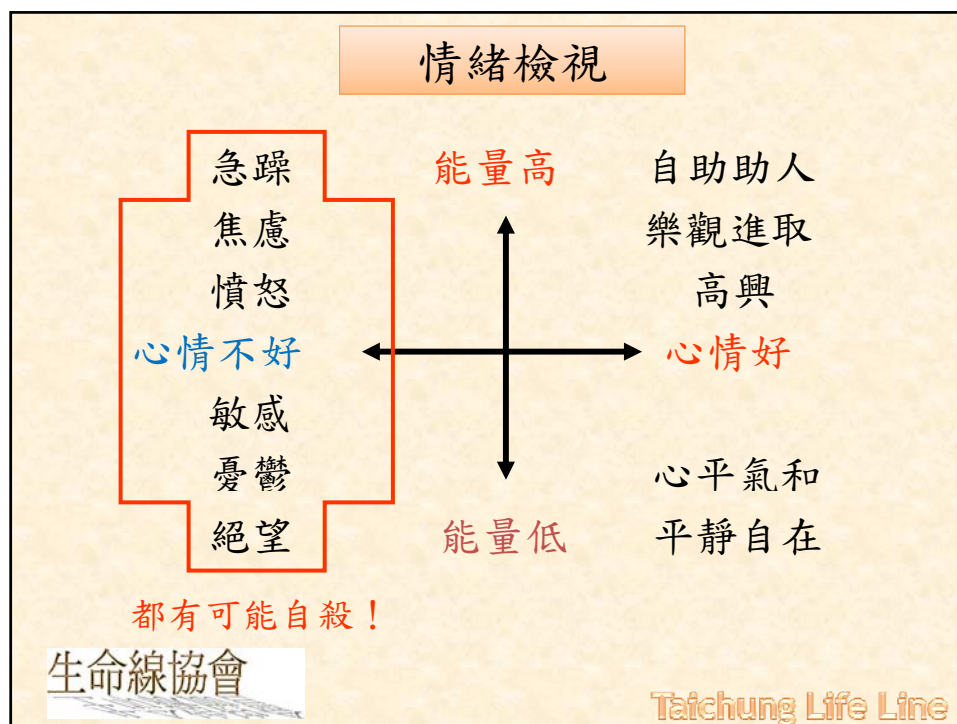 情緒檢視
急躁 能量高 自助助人
焦慮 樂觀進取
憤怒 高興
心情不好 心情好
敏感
憂鬱 心平氣和
絕望 能量低 平靜自在
都有可能自殺！
生命線協會
Taichung Life Line